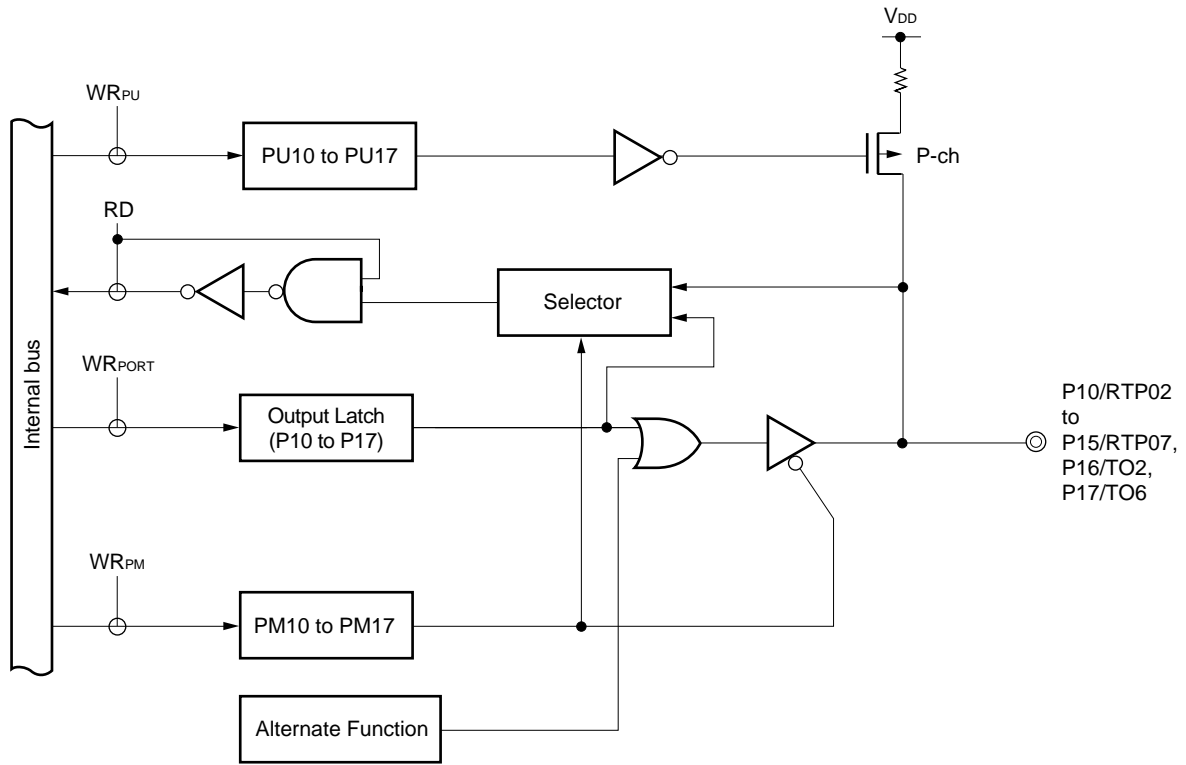 VDD
WRPU
PU10 to PU17
P-ch
RD
Selector
Internal bus
WRPORT
Output Latch
(P10 to P17)
P10/RTP02
to
P15/RTP07,
P16/TO2,
P17/TO6
WRPM
PM10 to PM17
Alternate Function